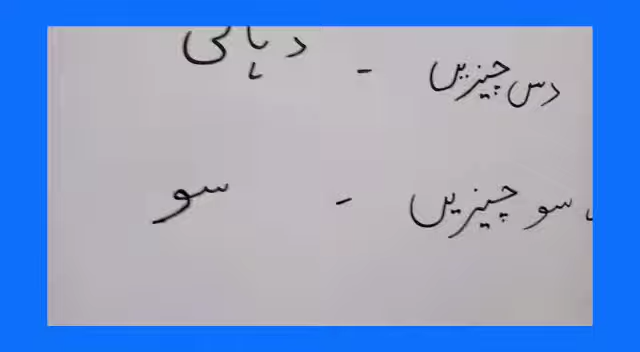 دس چیزیں - دہائی
سو چیزیں - سو